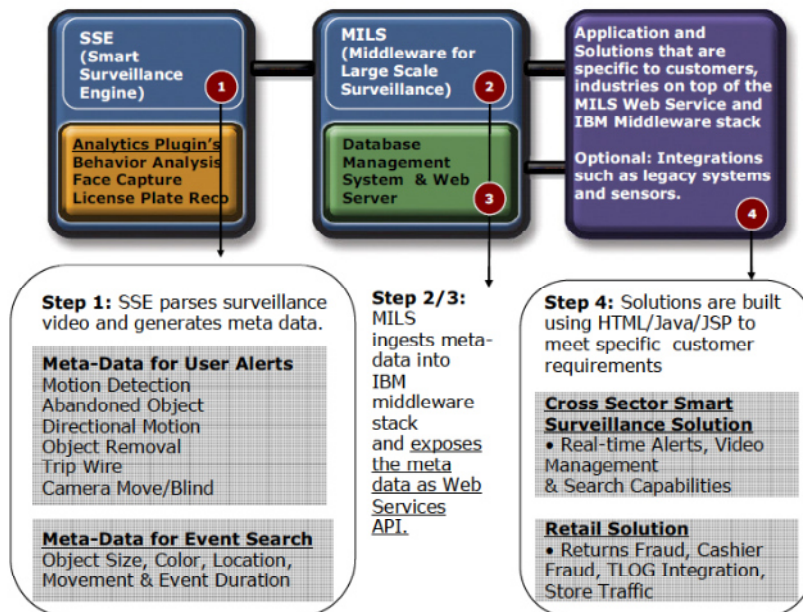 SSE
(Smart
Surveillance
Engine)
1
Analytics Plugin's
Behavior Analysis
Face Capture
License Plate Reco
MILS
(Middleware for
Large Scale
Surveillance)
2
Database
Management
System & Web
Server
3
Application and
Solutions that are
specific to customers,
industries on top of the
MILS Web Service and
IBM Middleware stack
Optional: Integrations
such as legacy systems
and sensors.
4
Step 1: SSE parses surveillance
video and generates meta data.
Meta-Data for User Alerts
Motion Detection
Abandoned Object
Directional Motion
Object Removal
Trip Wire
Camera Move/Blind
Meta-Data for Event Search
Object Size, Color, Location,
Movement & Event Duration
Step 2/3:
MILS
ingests meta-
data into
IBM
middleware
stack
and exposes
the meta
data as Web
Services
API.
Step 4: Solutions are built
using HTML/Java/JSP to
meet specific customer
requirements
Cross Sector Smart
Surveillance Solution
• Real-time Alerts, Video
Management
& Search Capabilities
Retail Solution
• Returns Fraud, Cashier
Fraud, TLOG Integration,
Store Traffic